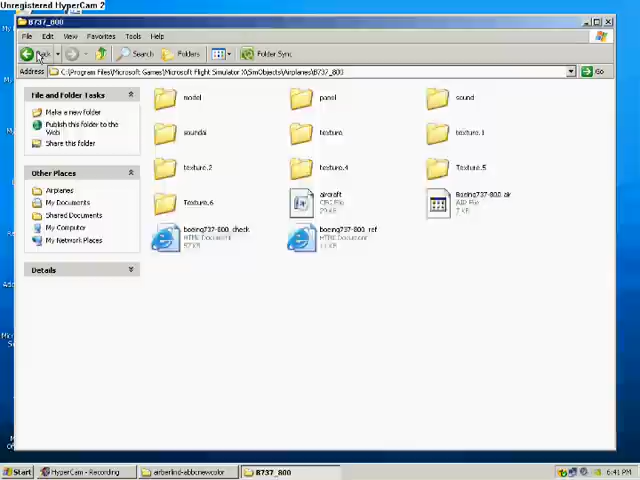 Unregistered HyperCam 2
B737_800
File Edit View Favorites Tools Help
Back Search Folders Folder Sync
Address C:\Program Files\Microsoft Games\Microsoft Flight Simulator X\SimObjects\Airplanes\B737_800 Go
File and Folder Tasks
Make a new folder
Publish this folder to the
Web
Share this folder
Other Places
Airplanes
My Documents
Shared Documents
My Computer
My Network Places
Details
model panel sound
soundai texture texture.1
texture.2 texture.4 Texture.5
Texture.6
aircraft
CFG File
29 KB
Boeing737-800.air
AIR File
7 KB
boeing737-800_check
HTML Document
57 KB
boeing737-800_ref
HTML Document
11 KB
Start HyperCam - Recording airberlind-abbcnewcolor B737_800 6:41 PM